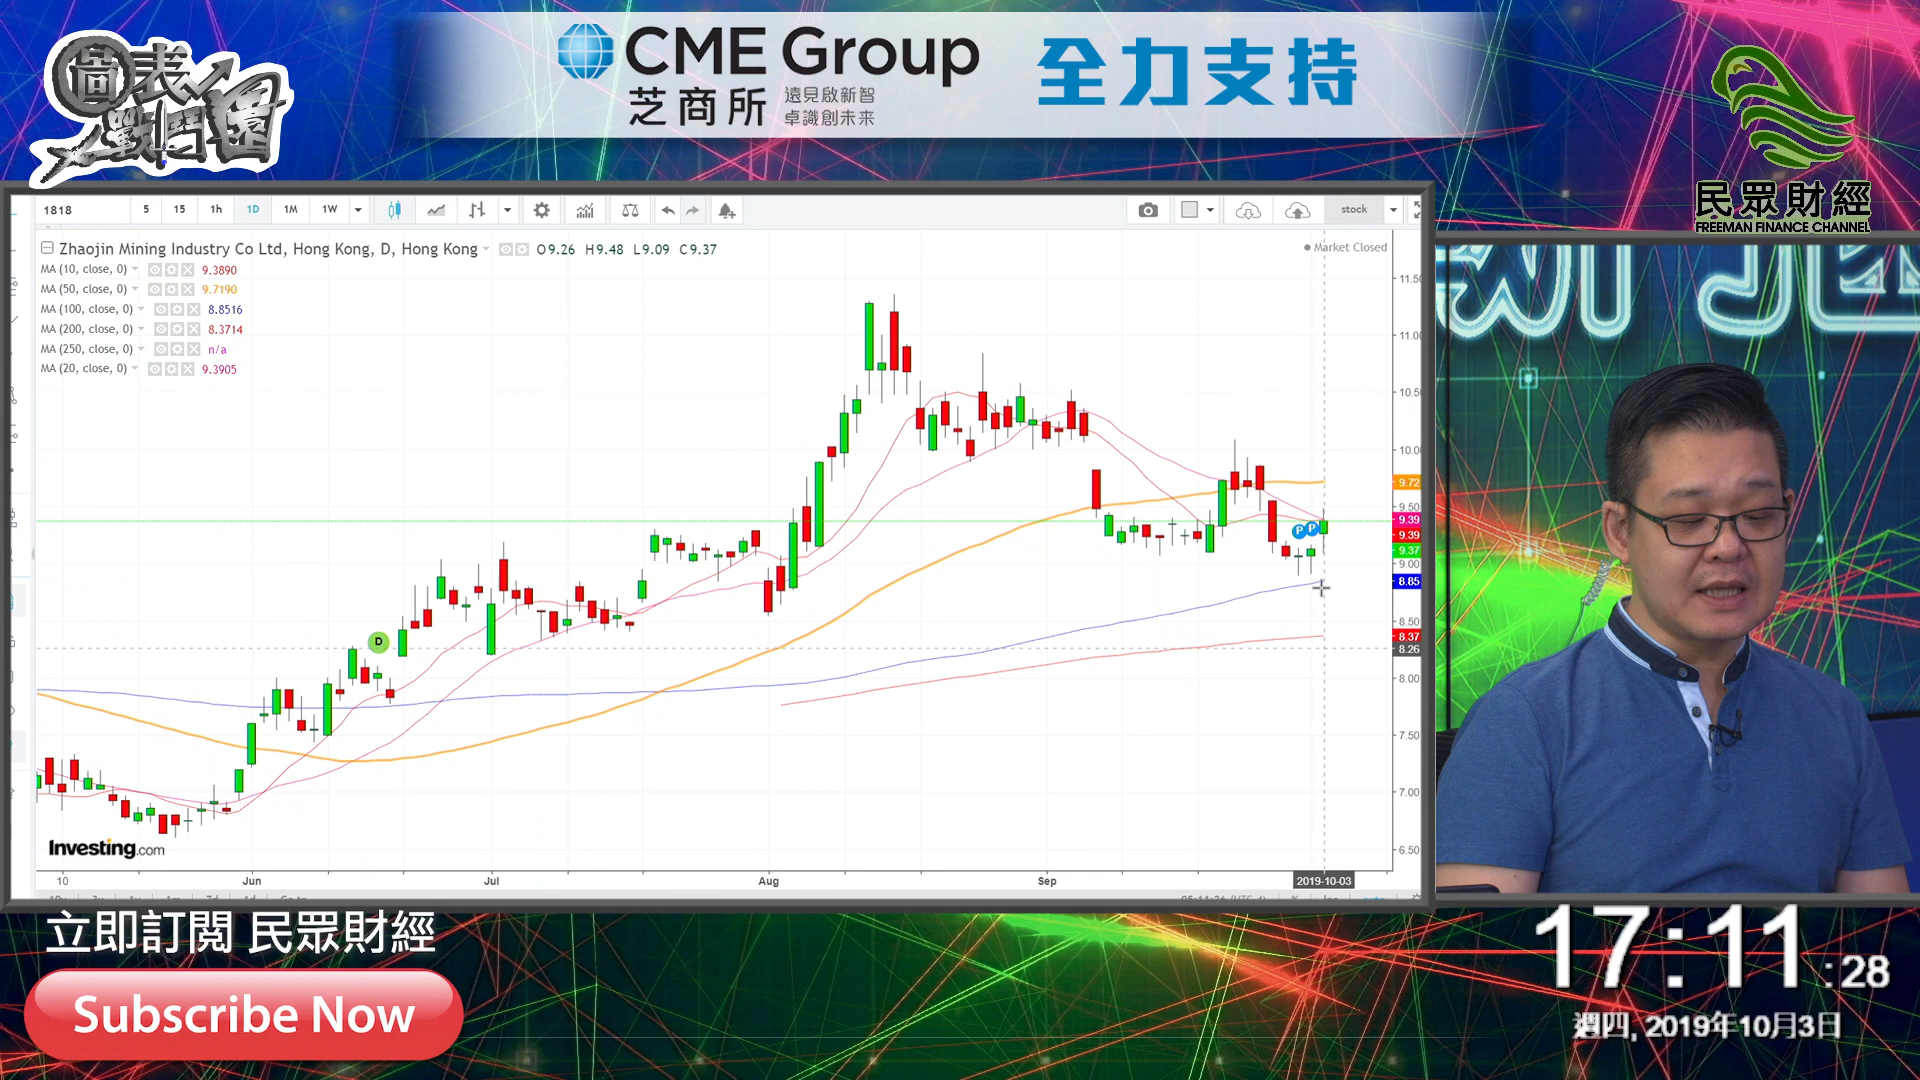 圖表
戰鬥團
CME Group
芝商所
遠見啟新智
卓識創未來
全力支持
民眾財經
FREEMAN FINANCE CHANNEL
1818
5
15
1h
1D
1M
1W
stock
Zhaojin Mining Industry Co Ltd, Hong Kong, D, Hong Kong
O9.26 H9.48 L9.09 C9.37
Market Closed
MA (10, close, 0) 9.3890
MA (50, close, 0) 9.7190
MA (100, close, 0) 8.8516
MA (200, close, 0) 8.3714
MA (250, close, 0) n/a
MA (20, close, 0) 9.3905
11.50
11.00
10.50
10.00
9.72
9.50
9.39
9.39
9.37
9.00
8.85
8.50
8.37
8.26
8.00
7.50
7.00
6.50
P P
D
Investing.com
10
Jun
Jul
Aug
Sep
2019-10-03
立即訂閱 民眾財經
Subscribe Now
17:11:28
週四, 2019年10月3日